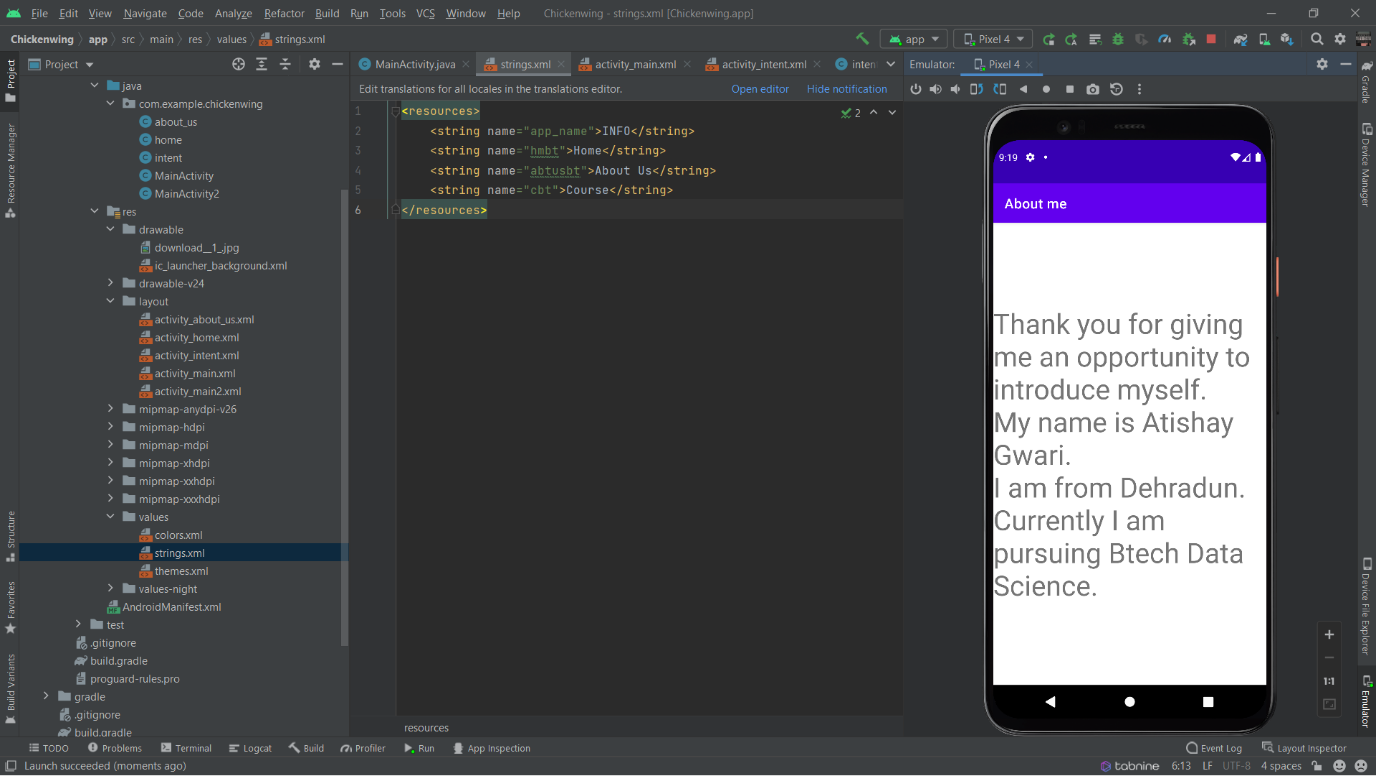 File Edit View Navigate Code Analyze Refactor Build Run Tools VCS Window Help Chickenwing - strings.xml [Chickenwing.app]
Chickenwing app src main res values strings.xml
app Pixel 4
Project
MainActivity.java strings.xml activity_main.xml activity_intent.xml inten
Emulator: Pixel 4
Edit translations for all locales in the translations editor. Open editor Hide notification
java
com.example.chickenwing
about_us
home
intent
MainActivity
MainActivity2
res
drawable
download__1_.jpg
ic_launcher_background.xml
drawable-v24
layout
activity_about_us.xml
activity_home.xml
activity_intent.xml
activity_main.xml
activity_main2.xml
mipmap-anydpi-v26
mipmap-hdpi
mipmap-mdpi
mipmap-xhdpi
mipmap-xxhdpi
mipmap-xxxhdpi
values
colors.xml
strings.xml
themes.xml
values-night
AndroidManifest.xml
test
.gitignore
build.gradle
proguard-rules.pro
gradle
.gitignore
build.gradle
1 <resources>
2 <string name="app_name">INFO</string>
3 <string name="hmbt">Home</string>
4 <string name="abtusbt">About Us</string>
5 <string name="cbt">Course</string>
6 </resources>
2
resources
9:19
About me
Thank you for giving
me an opportunity to
introduce myself.
My name is Atishay
Gwari.
I am from Dehradun.
Currently I am
pursuing Btech Data
Science.
1:1
Project
Resource Manager
Structure
Favorites
Build Variants
Gradle
Device Manager
Device File Explorer
Emulator
TODO Problems Terminal Logcat Build Profiler Run App Inspection Event Log Layout Inspector
Launch succeeded (moments ago) tabnine 6:13 LF UTF-8 4 spaces